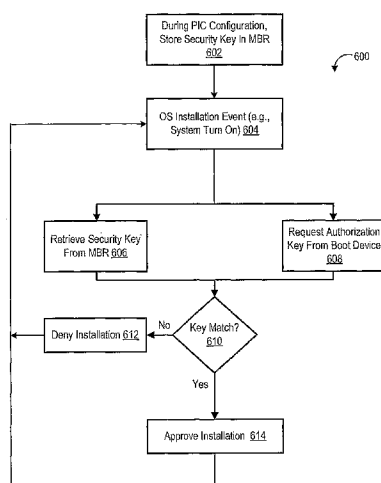 During PIC Configuration,
Store Security Key In MBR
602
600
OS Installation Event (e.g.,
System Turn On) 604
Retrieve Security Key
From MBR 606
Request Authorization
Key From Boot Device
608
Key Match?
610
No
Deny Installation 612
Yes
Approve Installation 614